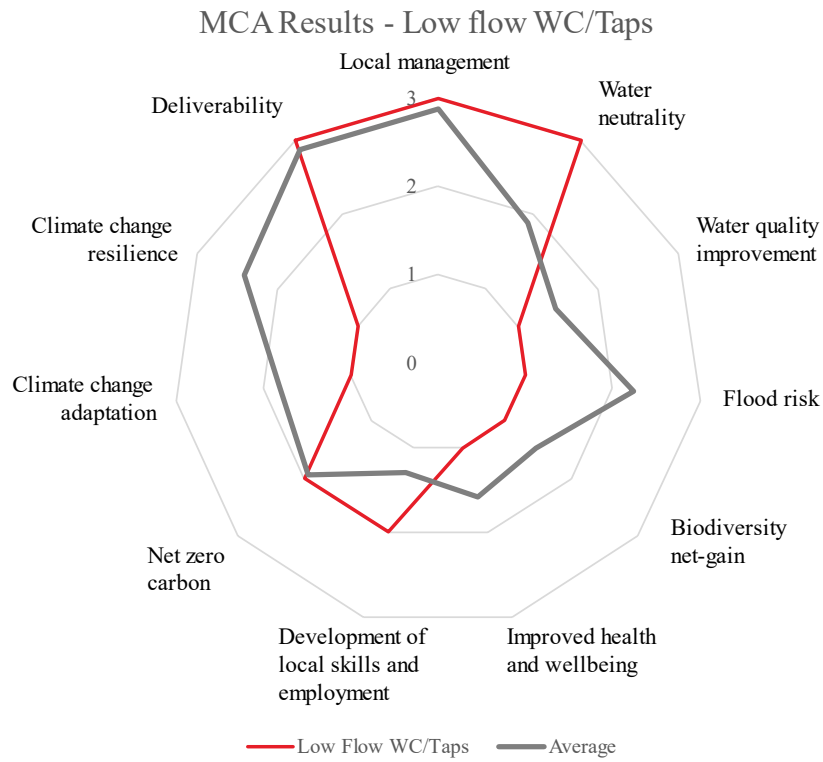 MCA Results - Low flow WC/Taps
Local management
Water
neutrality
Water quality
improvement
Flood risk
Biodiversity
net-gain
Improved health
and wellbeing
Development of
local skills and
employment
Net zero
carbon
Climate change
adaptation
Climate change
resilience
Deliverability
3
2
1
0
Low Flow WC/Taps
Average